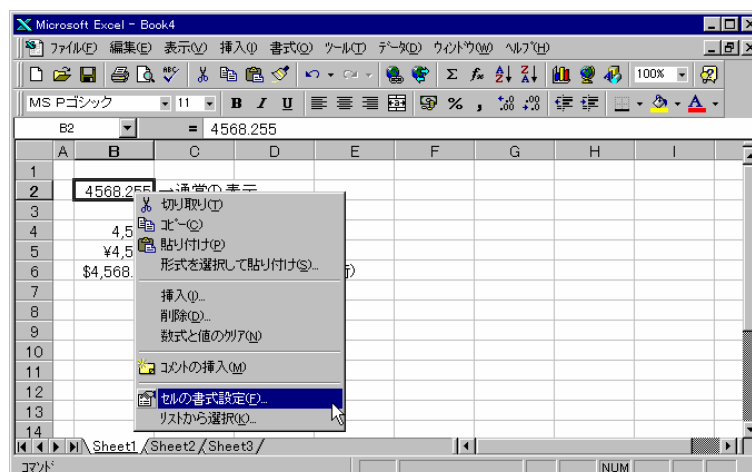 Microsoft Excel - Book4
ファイル(F) 編集(E) 表示(V) 挿入(I) 書式(O) ツール(T) データ(D) ウィンドウ(W) ヘルプ(H)
100%
MS Pゴシック 11 B I U
B2 = 4568.255
A B C D E F G H I
1
2 4568.255 →通常の表示
3
4 4,5
5 ¥4,5
6 $4,568.
7
8
9
10
11
12
13
14
切り取り(T)
コピー(C)
貼り付け(P)
形式を選択して貼り付け(S)...
挿入(I)...
削除(D)...
数式と値のクリア(N)
コメントの挿入(M)
セルの書式設定(F)...
リストから選択(K)...
Sheet1 Sheet2 Sheet3
コマンド NUM